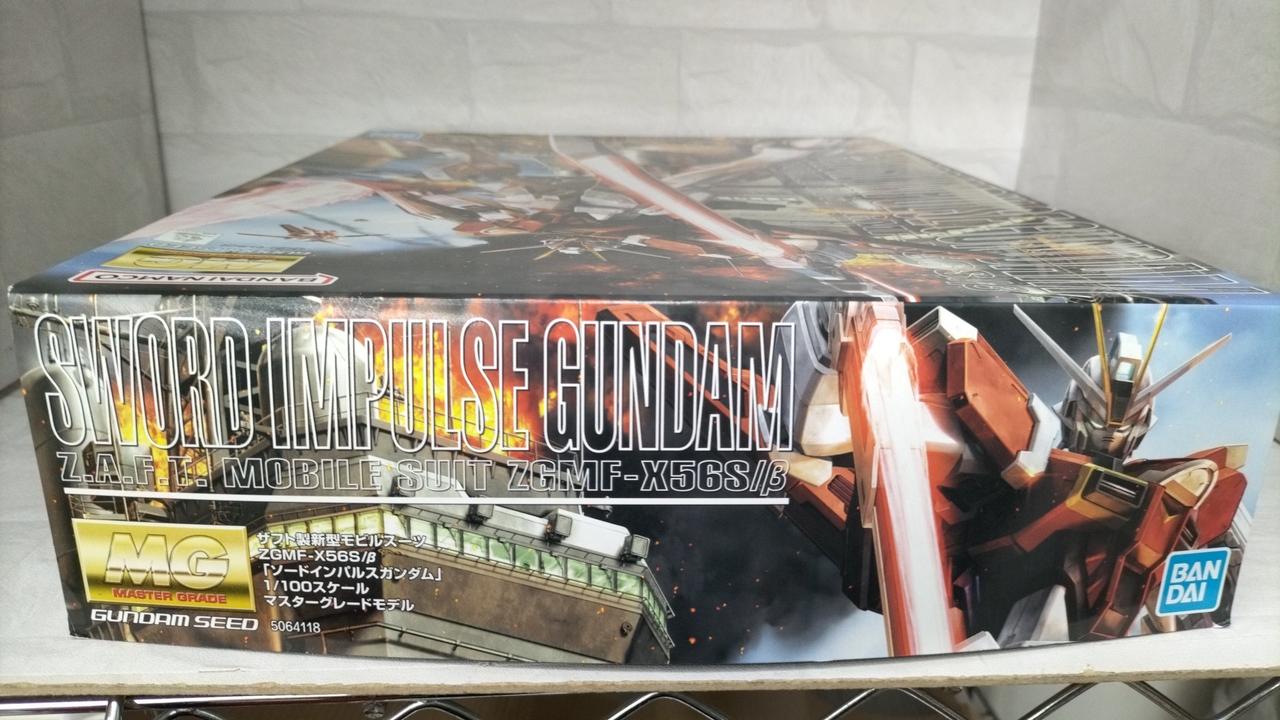 BANDAI NAMCO
SWORD IMPULSE GUNDAM
Z.A.F.T. MOBILE SUIT ZGMF-X56S/β
MG
MASTER GRADE
GUNDAM SEED
ザフト製新型モビルスーツ
ZGMF-X56S/β
「ソードインパルスガンダム」
1/100スケール
マスターグレードモデル
5064118
BAN
DAI